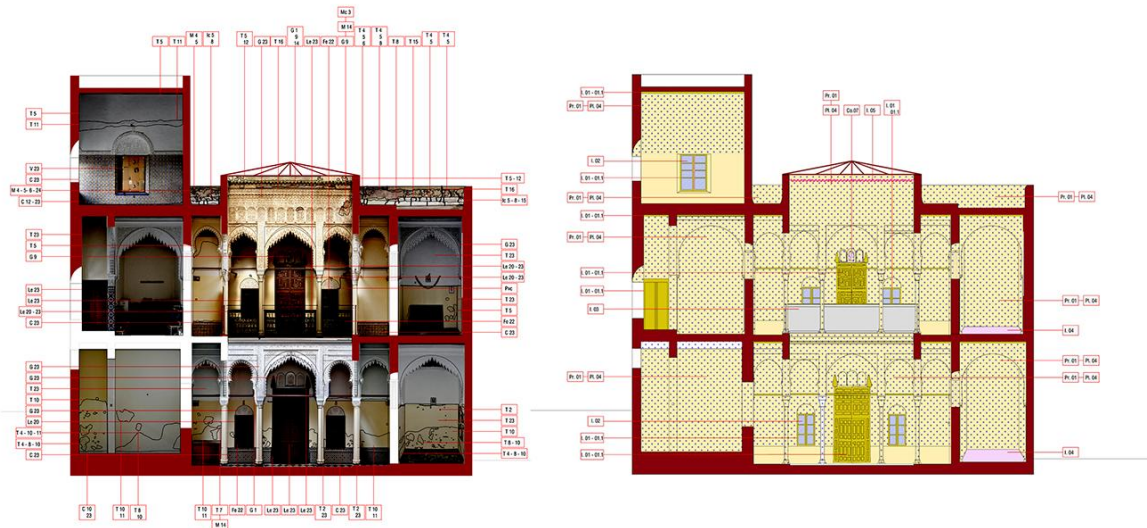 Mc 3
M 14
T 5
T 11
M 4
5
Ic 5
8
T 5
12
G 23
T 16
G 1
9
14
Le 23
Fe 22
G 9
T 4
5
6
T 4
5
9
T 8
T 15
T 4
5
T 4
5
T 5
T 11
V 23
C 23
M 4 - 5 - 6 - 24
C 12 - 23
T 23
T 5
G 9
Le 23
Le 23
Le 20 - 23
C 23
G 23
G 23
T 23
T 10
G 23
Le 20
T 4 - 10 - 11
T 4 - 8 - 10
C 23
T 5 - 12
T 16
Ic 5 - 8 - 15
G 23
T 23
Le 20 - 23
Le 20 - 23
Pvc
T 23
T 5
Fe 22
C 23
T 2
T 23
T 10
T 8 - 10
T 4 - 8 - 10
C 10
23
T 10
11
T 8
10
T 10
11
T 7
M 14
Fe 22
G 1
Le 23
Le 23
Le 23
T 2
23
C 23
T 2
23
T 10
11
Pr. 01
Pl. 04
Co.07
I. 05
I. 01
01.1
I. 01 - 01.1
Pr. 01
Pl. 04
I. 02
I. 01 - 01.1
Pr. 01
Pl. 04
I. 01 - 01.1
Pr. 01
Pl. 04
I. 01 - 01.1
I. 01 - 01.1
I. 03
Pr. 01
Pl. 04
I. 02
I. 01 - 01.1
I. 01 - 01.1
Pr. 01
Pl. 04
Pr. 01
Pl. 04
I. 04
Pr. 01
Pl. 04
Pr. 01
Pl. 04
I. 04